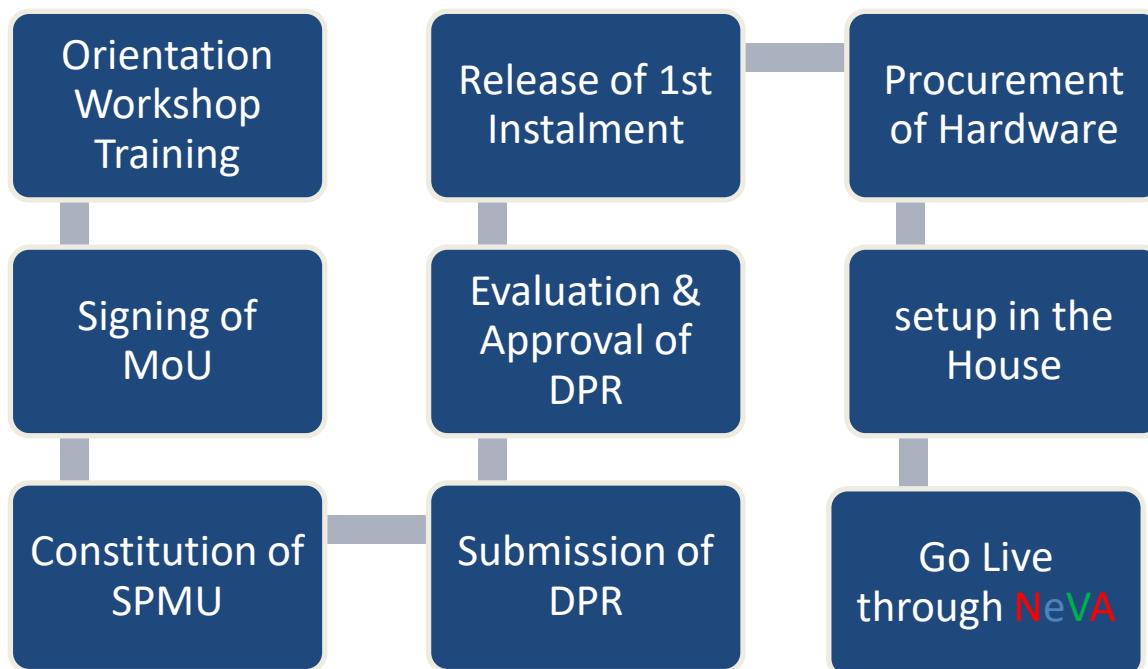 Orientation
Workshop
Training
Signing of
MoU
Constitution of
SPMU
Submission of
DPR
Evaluation &
Approval of
DPR
Release of 1st
Instalment
Procurement
of Hardware
setup in the
House
Go Live
through NeVA